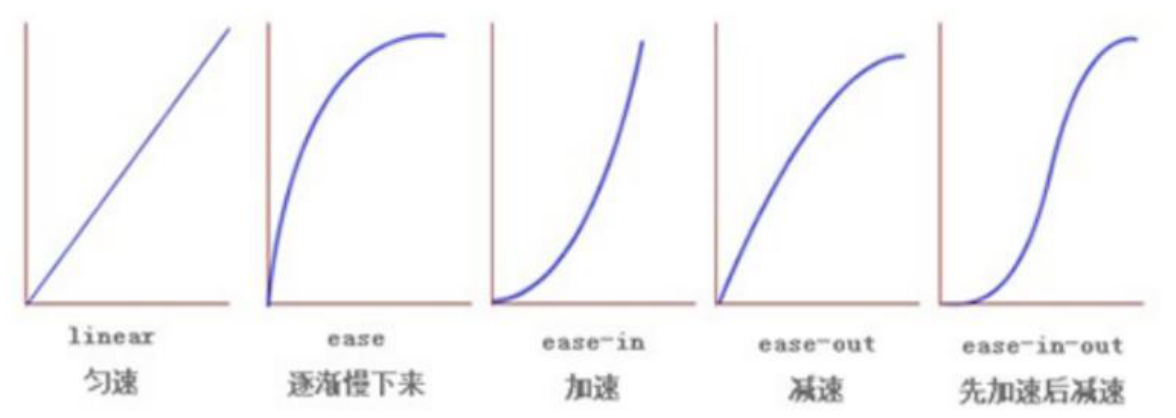 linear
匀速
ease
逐渐慢下来
ease-in
加速
ease-out
减速
ease-in-out
先加速后减速